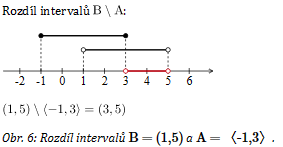 Rozdíl intervalů B \ A:
-2 -1 0 1 2 3 4 5 6
(1, 5) \ ⟨−1, 3⟩ = (3, 5)
Obr. 6: Rozdíl intervalů B = (1,5) a A = ⟨-1,3⟩ .